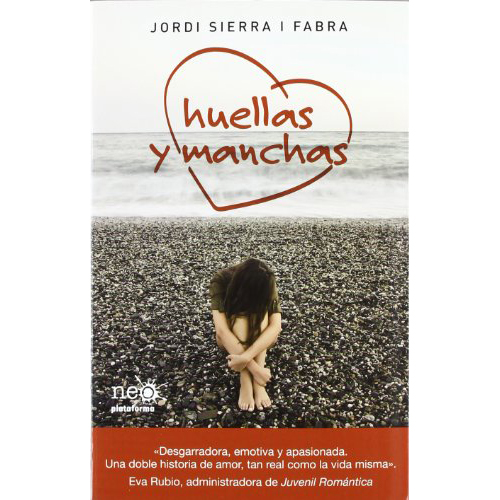 JORDI SIERRA I FABRA
huellas
y manchas
neo
plataforma
«Desgarradora, emotiva y apasionada.
Una doble historia de amor, tan real como la vida misma».
Eva Rubio, administradora de Juvenil Romántica